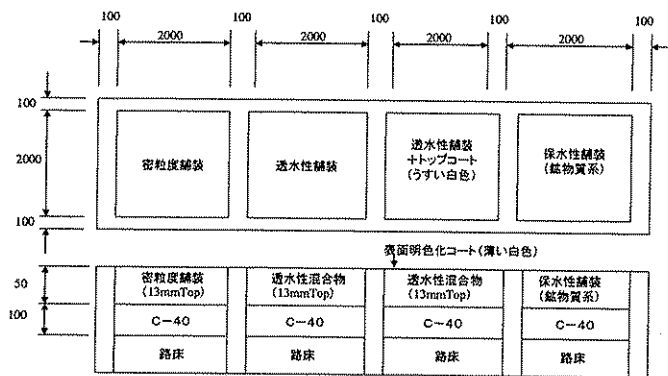 100 100 100 100 100
2000 2000 2000 2000
100
2000
100
密粒度舗装
透水性舗装
透水性舗装
+トップコート
(うすい白色)
保水性舗装
(鉱物質系)
表面明色化コート(薄い白色)
50
100
密粒度舗装
(13mmTop)
透水性混合物
(13mmTop)
透水性混合物
(13mmTop)
保水性舗装
(鉱物質系)
C-40 C-40 C-40 C-40
路床 路床 路床 路床